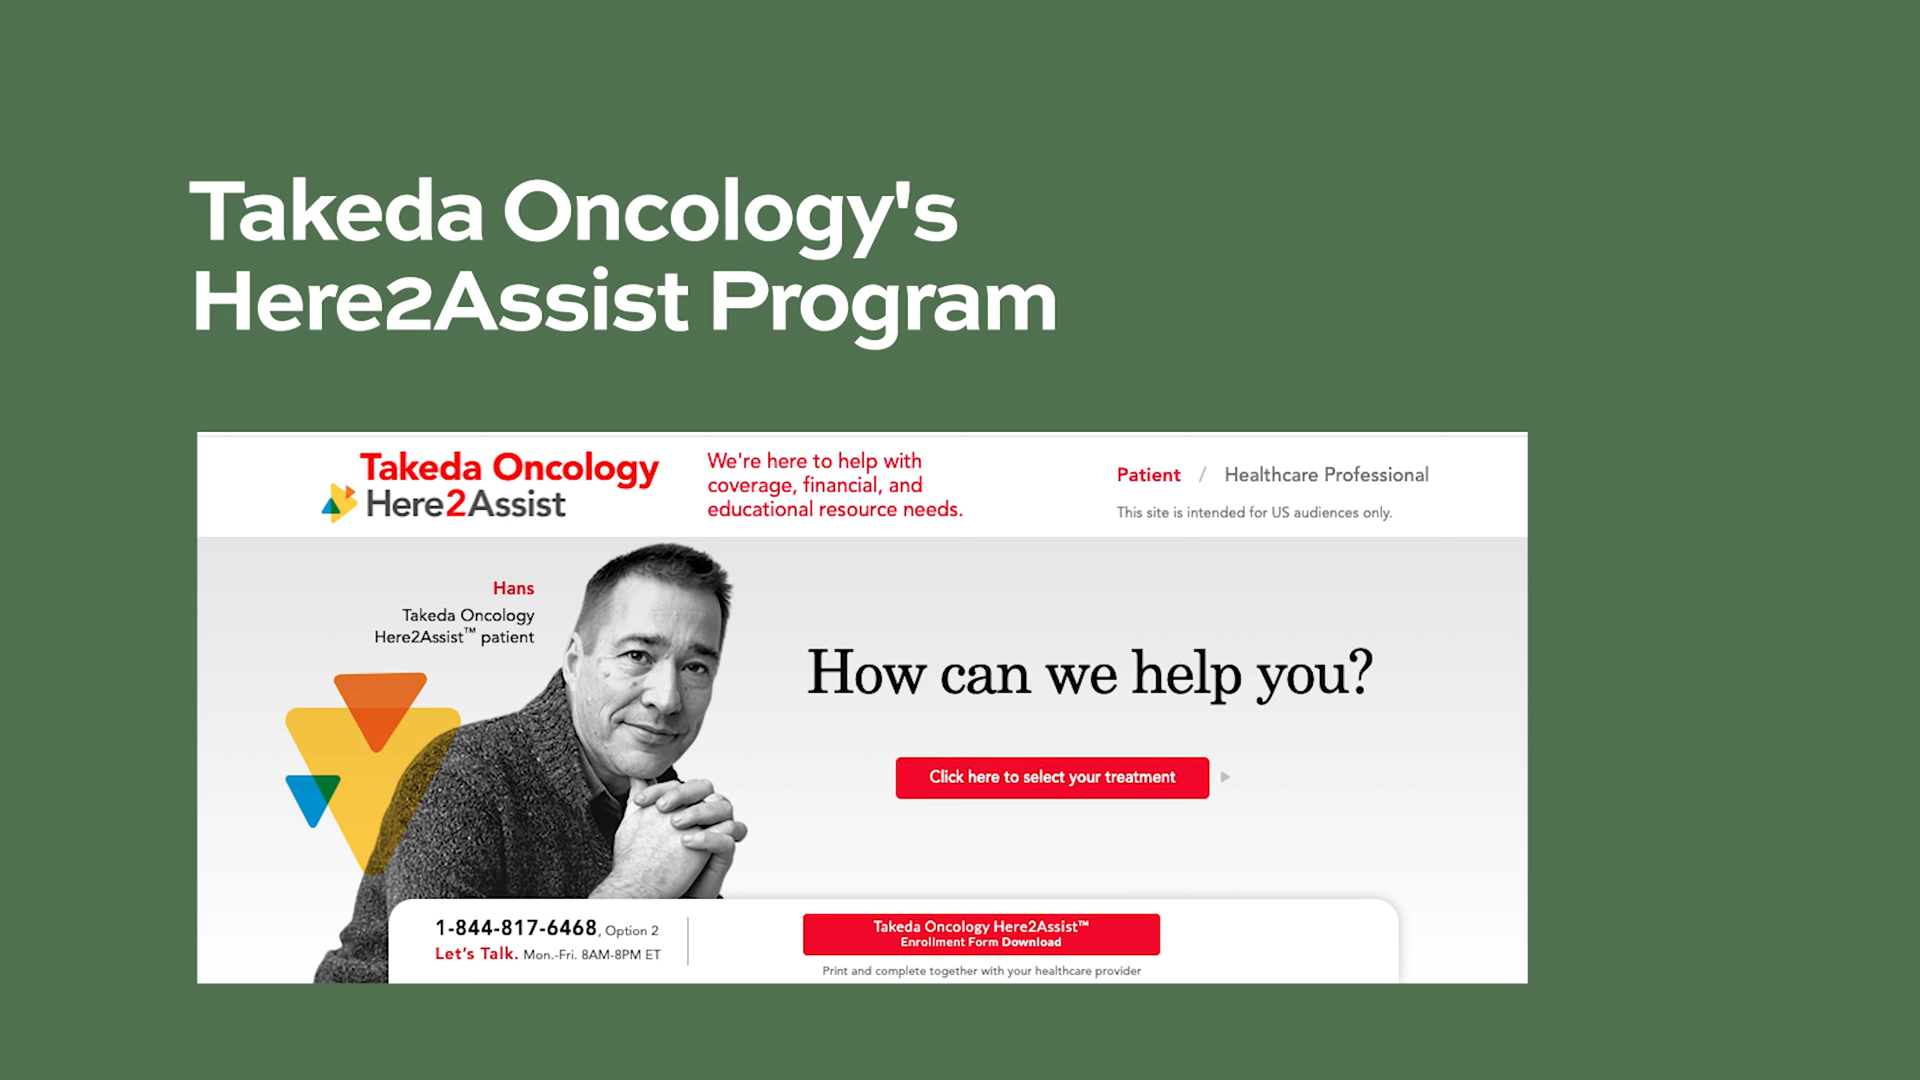 Takeda Oncology's
Here2Assist Program
Takeda Oncology
Here2Assist
We're here to help with
coverage, financial, and
educational resource needs.
Patient / Healthcare Professional
This site is intended for US audiences only.
Hans
Takeda Oncology
Here2Assist™ patient
How can we help you?
Click here to select your treatment
1-844-817-6468, Option 2
Let's Talk. Mon.-Fri. 8AM-8PM ET
Takeda Oncology Here2Assist™
Enrollment Form Download
Print and complete together with your healthcare provider